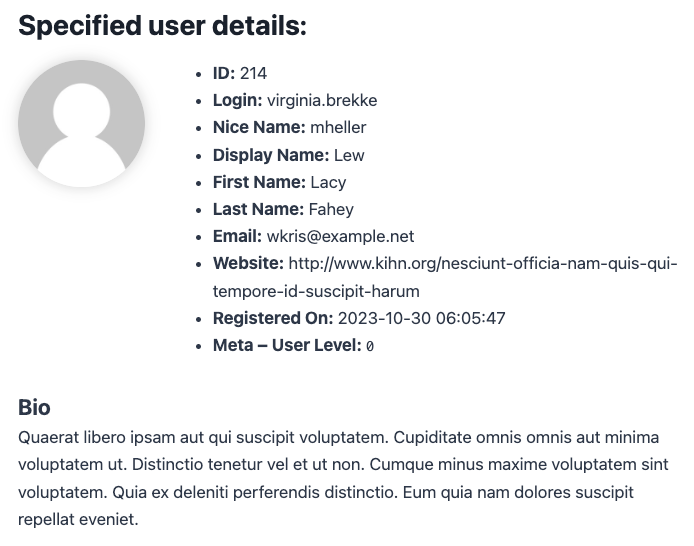 Specified user details:
ID: 214
Login: virginia.brekke
Nice Name: mheller
Display Name: Lew
First Name: Lacy
Last Name: Fahey
Email: wkris@example.net
Website: http://www.kihn.org/nesciunt-officia-nam-quis-qui-
tempore-id-suscipit-harum
Registered On: 2023-10-30 06:05:47
Meta – User Level: 0
Bio
Quaerat libero ipsam aut qui suscipit voluptatem. Cupiditate omnis omnis aut minima
voluptatem ut. Distinctio tenetur vel et ut non. Cumque minus maxime voluptatem sint
voluptatem. Quia ex deleniti perferendis distinctio. Eum quia nam dolores suscipit
repellat eveniet.